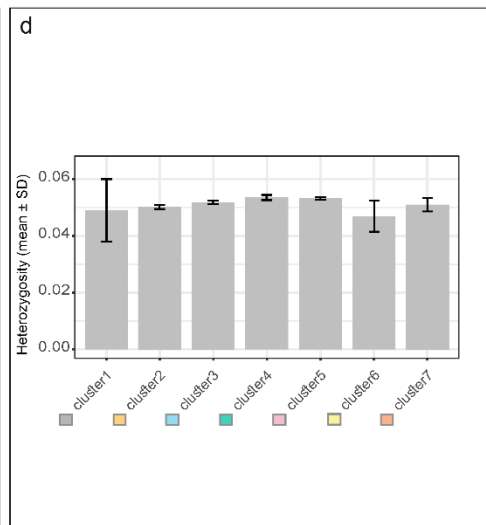 d
Heterozygosity (mean ± SD)
0.06
0.04
0.02
0.00
cluster1
cluster2
cluster3
cluster4
cluster5
cluster6
cluster7